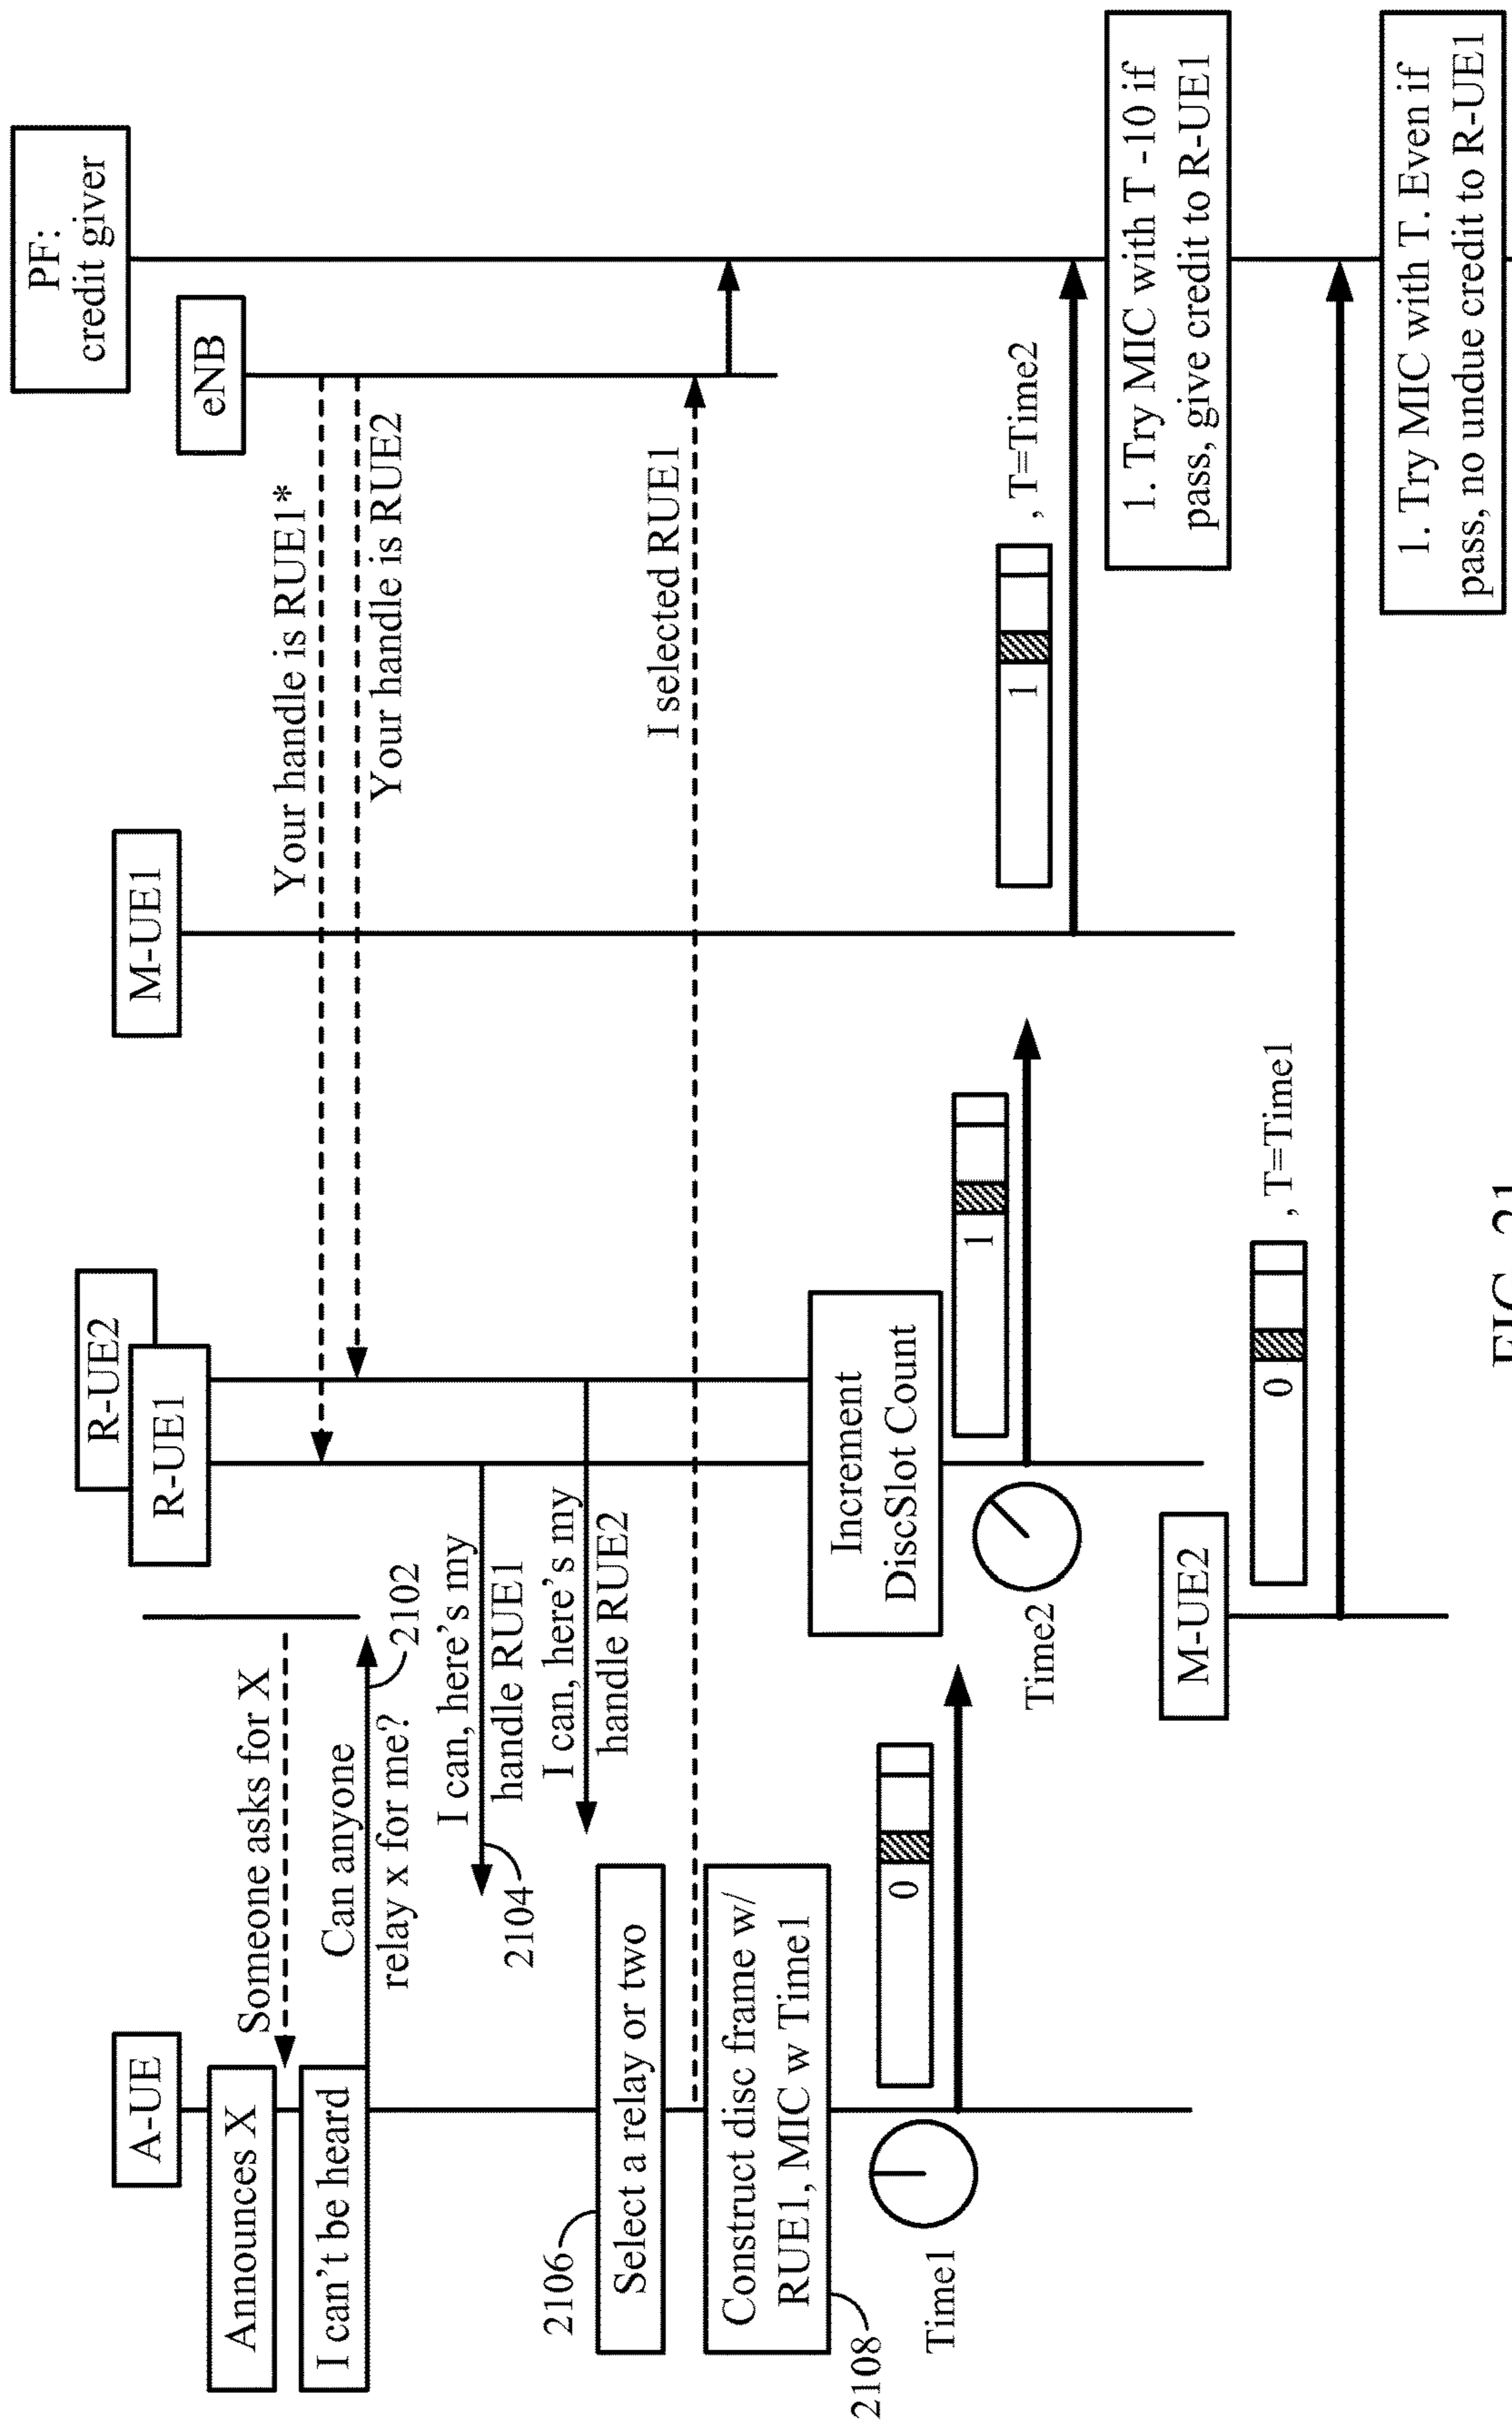 PF:
credit giver
eNB
M-UE1
R-UE2
R-UE1
A-UE
Announces X
Someone asks for X
I can't be heard
Your handle is RUE1*
Your handle is RUE2
Can anyone
relay x for me?
2102
I can, here's my
handle RUE1
2104
I can, here's my
handle RUE2
2106
Select a relay or two
I selected RUE1
Construct disc frame w/
RUE1, MIC w Time1
2108
Increment
DiscSlot Count
Time1
0
Time2
1
1
, T=Time2
1. Try MIC with T -10 if
pass, give credit to R-UE1
M-UE2
0
, T=Time1
1. Try MIC with T. Even if
pass, no undue credit to R-UE1
FIG. 21